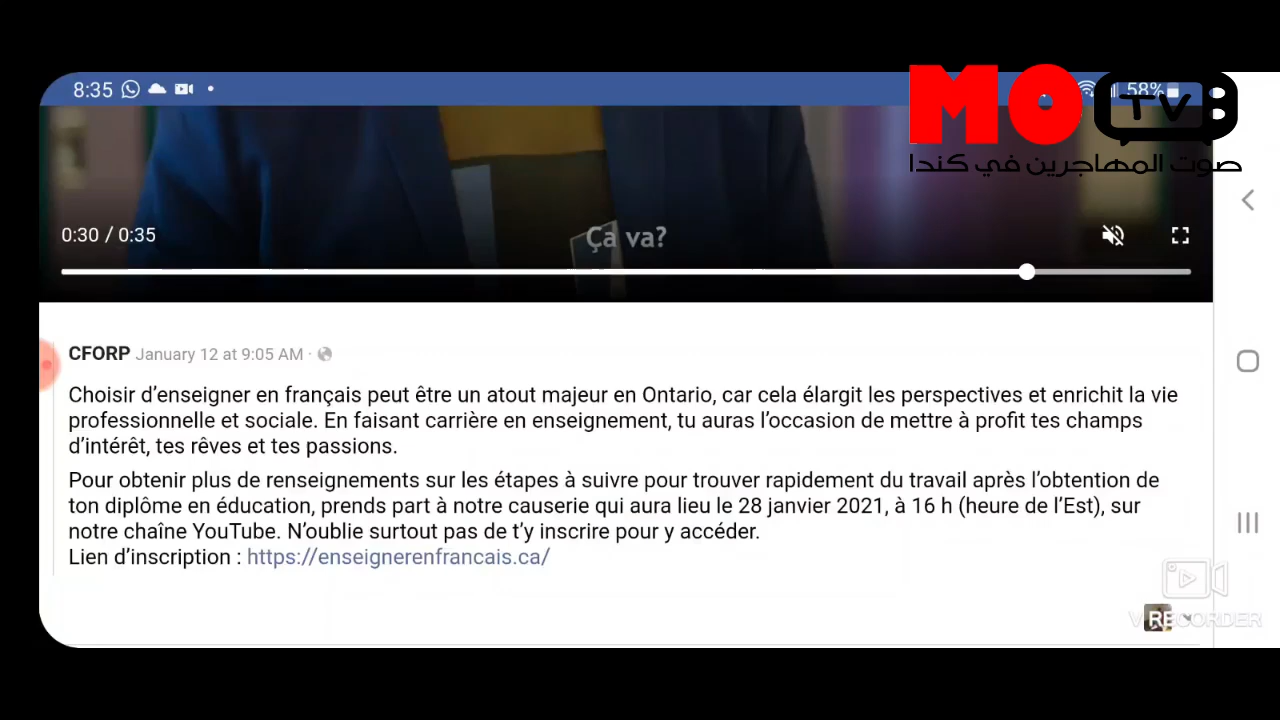 8:35
58%
MO TV
صوت المهاجرين في كندا
0:30 / 0:35
Ça va?
CFORP January 12 at 9:05 AM ·
Choisir d’enseigner en français peut être un atout majeur en Ontario, car cela élargit les perspectives et enrichit la vie
professionnelle et sociale. En faisant carrière en enseignement, tu auras l’occasion de mettre à profit tes champs
d’intérêt, tes rêves et tes passions.
Pour obtenir plus de renseignements sur les étapes à suivre pour trouver rapidement du travail après l’obtention de
ton diplôme en éducation, prends part à notre causerie qui aura lieu le 28 janvier 2021, à 16 h (heure de l’Est), sur
notre chaîne YouTube. N’oublie surtout pas de t’y inscrire pour y accéder.
Lien d’inscription : https://enseignerenfrancais.ca/
V RECORDER